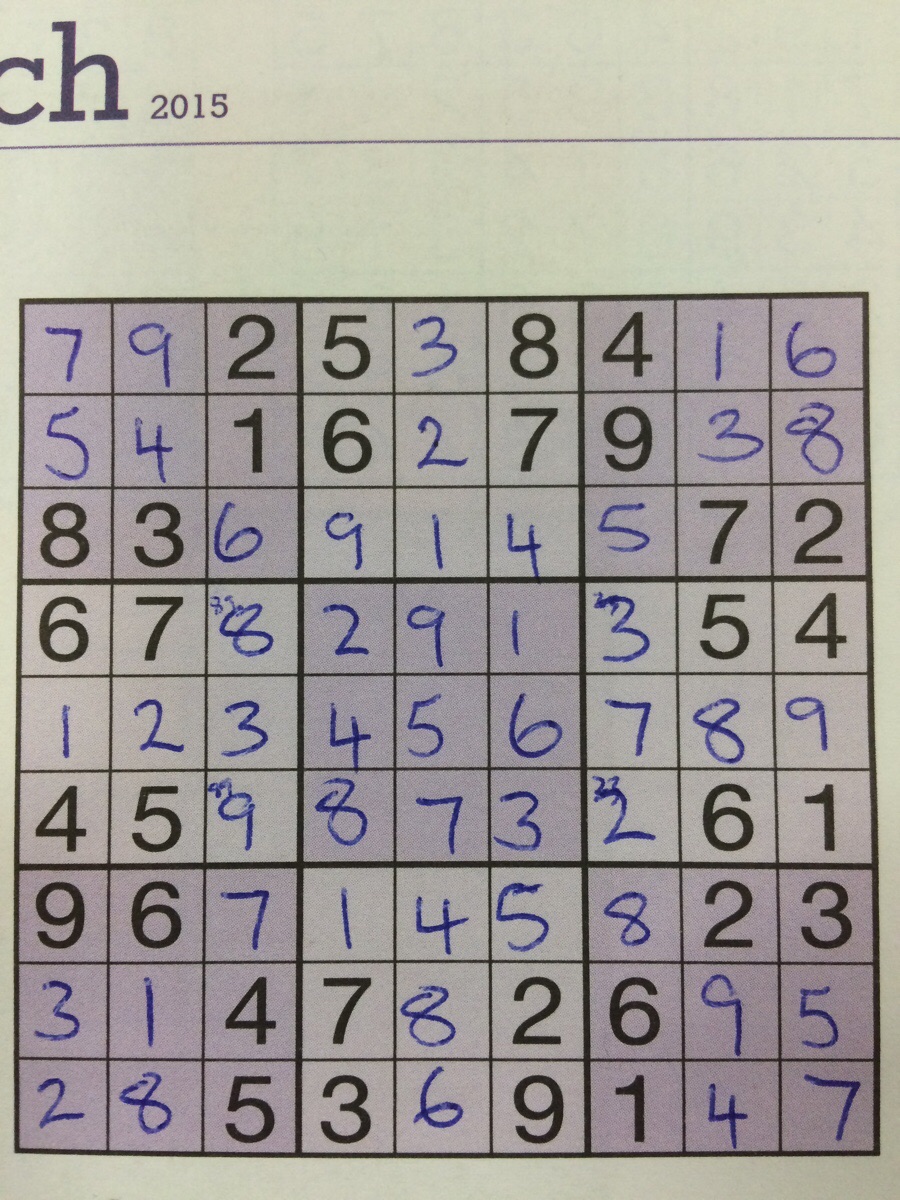 ch 2015
7 9 2 5 3 8 4 1 6
5 4 1 6 2 7 9 3 8
8 3 6 9 1 4 5 7 2
6 7 8 2 9 1 3 5 4
1 2 3 4 5 6 7 8 9
4 5 9 8 7 3 2 6 1
9 6 7 1 4 5 8 2 3
3 1 4 7 8 2 6 9 5
2 8 5 3 6 9 1 4 7